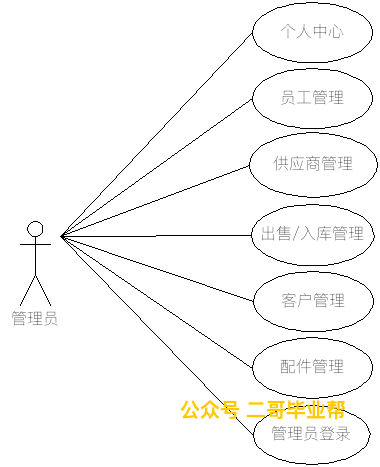 个人中心
员工管理
供应商管理
出售/入库管理
客户管理
管理员
配件管理
公众号 二哥毕业帮
管理员登录